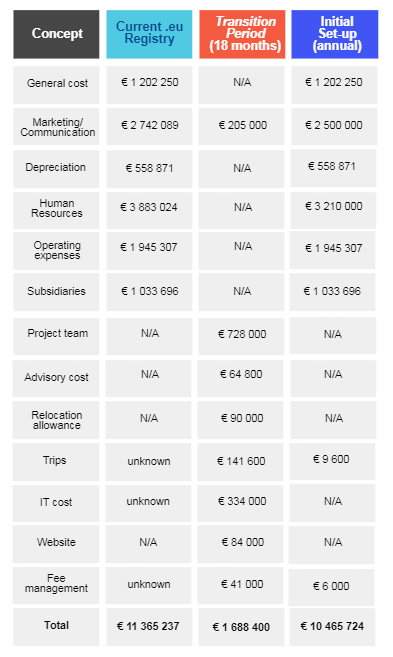 Concept Current .eu Registry Transition Period (18 months) Initial Set-up (annual)
General cost € 1 202 250 N/A € 1 202 250
Marketing/ Communication € 2 742 089 € 205 000 € 2 500 000
Depreciation € 558 871 N/A € 558 871
Human Resources € 3 883 024 N/A € 3 210 000
Operating expenses € 1 945 307 N/A € 1 945 307
Subsidiaries € 1 033 696 N/A € 1 033 696
Project team N/A € 728 000 N/A
Advisory cost N/A € 64 800 N/A
Relocation allowance N/A € 90 000 N/A
Trips unknown € 141 600 € 9 600
IT cost unknown € 334 000 N/A
Website N/A € 84 000 N/A
Fee management unknown € 41 000 € 6 000
Total € 11 365 237 € 1 688 400 € 10 465 724